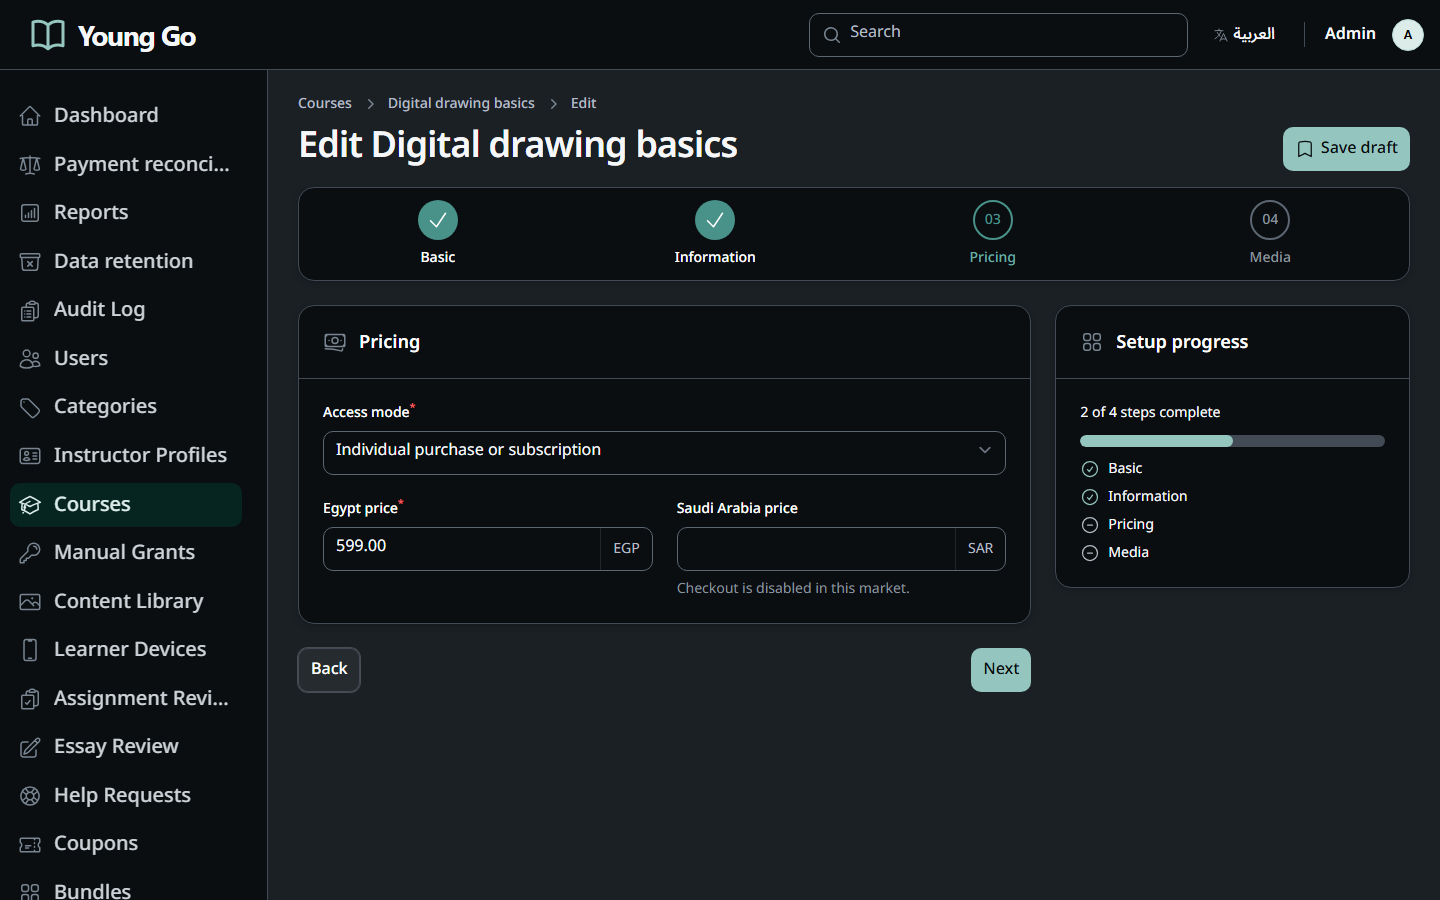 Young Go
Search
العربية
Admin
A
Dashboard
Payment reconci...
Reports
Data retention
Audit Log
Users
Categories
Instructor Profiles
Courses
Manual Grants
Content Library
Learner Devices
Assignment Revi...
Essay Review
Help Requests
Coupons
Bundles
Courses > Digital drawing basics > Edit
Edit Digital drawing basics
Save draft
Basic
Information
03
Pricing
04
Media
Pricing
Access mode*
Individual purchase or subscription
Egypt price*
599.00 EGP
Saudi Arabia price
SAR
Checkout is disabled in this market.
Back
Next
Setup progress
2 of 4 steps complete
Basic
Information
Pricing
Media